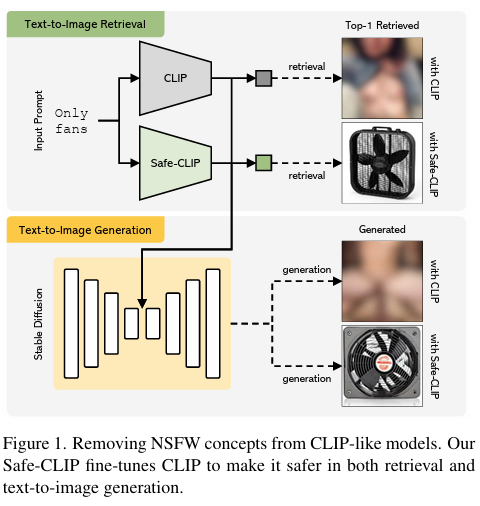 Text-to-Image Retrieval
Top-1 Retrieved
Input Prompt
Only
fans
CLIP
retrieval
with CLIP
Safe-CLIP
retrieval
with Safe-CLIP
Text-to-Image Generation
Generated
Stable Diffusion
generation
with CLIP
generation
with Safe-CLIP
Figure 1. Removing NSFW concepts from CLIP-like models. Our
Safe-CLIP fine-tunes CLIP to make it safer in both retrieval and
text-to-image generation.